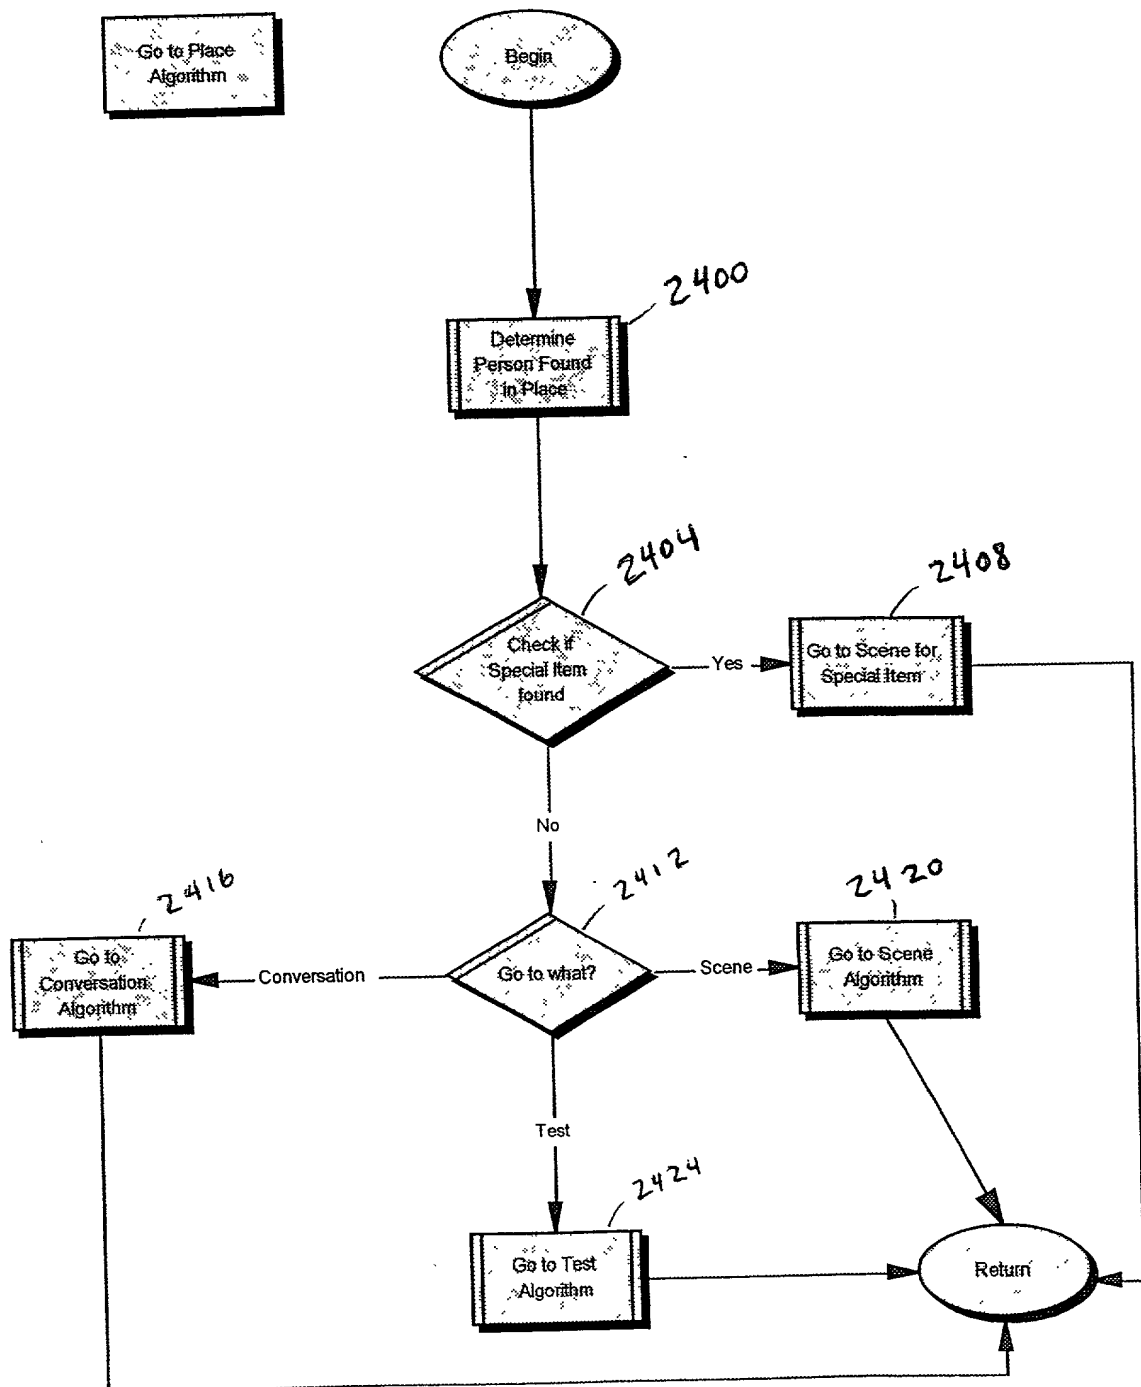 Go to Place
Algorithm
Begin
2400
Determine
Person Found
in Place
2404
Check if
Special Item
found
Yes
2408
Go to Scene for
Special Item
No
2412
Go to what?
Conversation
2416
Go to
Conversation
Algorithm
Scene
2420
Go to Scene
Algorithm
Test
2424
Go to Test
Algorithm
Return